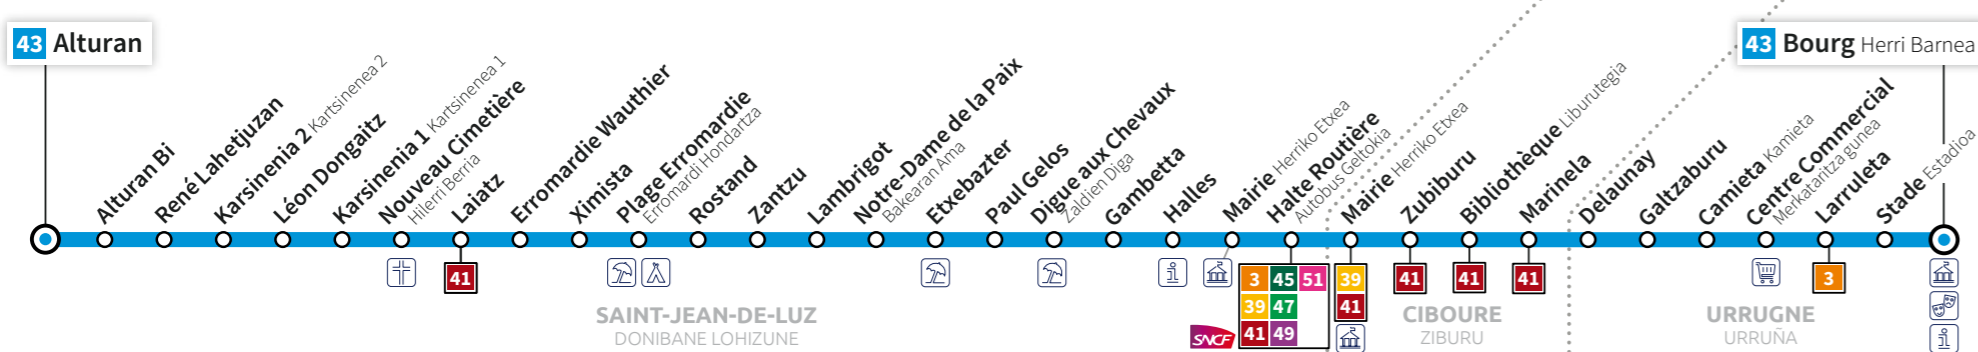 43 Alturan
Alturan Bi
René Lahetjuzan
Karsinenia 2 Kartsinenea 2
Léon Dongaitz
Karsinenia 1 Kartsinenea 1
Nouveau Cimetière
Hilerri Berria
Laiatz
41
Erromardie Wauthier
Ximista
Plage Erromardie
Erromardi Hondartza
Rostand
Zantzu
Lambrigot
Notre-Dame de la Paix
Bakearan Ama
Etxebazter
Paul Gelos
Digue aux Chevaux
Zaldien Diga
Gambetta
Halles
Mairie Herriko Etxea
Halte Routière
Autobus Geltokia
SNCF
3 45 51
39 47
41 49
Mairie Herriko Etxea
39
41
Zubiburu
41
Bibliothèque Liburutegia
41
Marinela
41
Delaunay
Galtzaburu
Camieta Kamieta
Centre Commercial
Merkataritza gunea
Larruleta
3
Stade Estadioa
43 Bourg Herri Barnea
SAINT-JEAN-DE-LUZ
DONIBANE LOHIZUNE
CIBOURE
ZIBURU
URRUGNE
URRUÑA